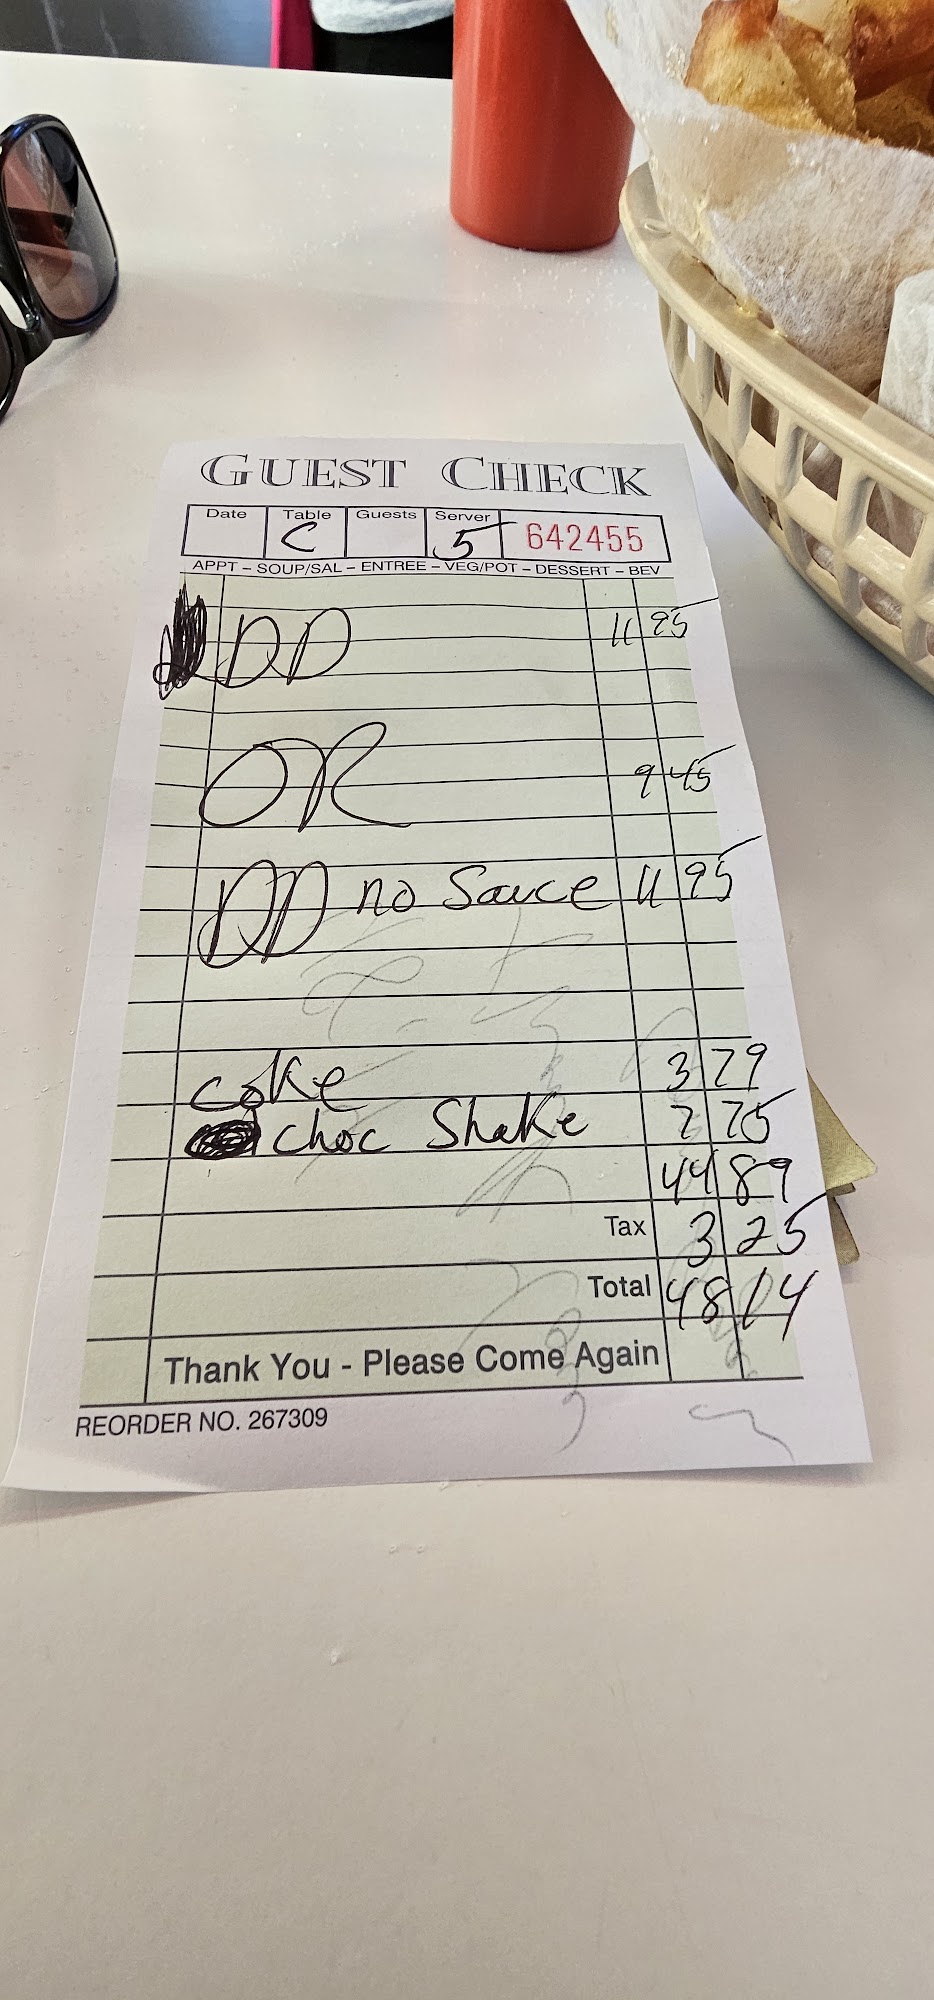 GUEST CHECK
Date Table Guests Server
C 5 642455
APPT – SOUP/SAL – ENTREE – VEG/POT – DESSERT – BEV
DD 11 95
OR 9 45
DD no Sauce 11 95
coke 3 79
choc Shake 7 75
44 89
Tax 3 25
Total 48 14
Thank You - Please Come Again
REORDER NO. 267309